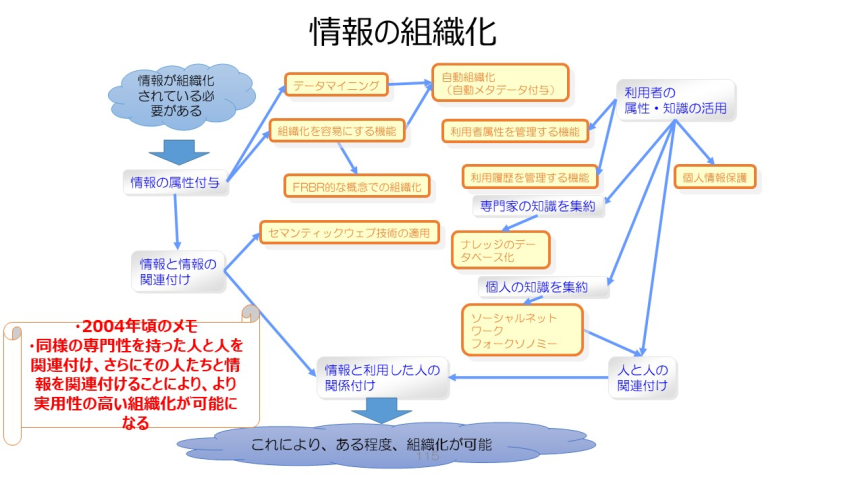 情報の組織化
情報が組織化
されている必
要がある
データマイニング
自動組織化
（自動メタデータ付与）
利用者の
属性・知識の活用
組織化を容易にする機能
利用者属性を管理する機能
情報の属性付与
FRBR的な概念での組織化
利用履歴を管理する機能
個人情報保護
専門家の知識を集約
セマンティックウェブ技術の適用
ナレッジのデー
タベース化
情報と情報の
関連付け
個人の知識を集約
ソーシャルネット
ワーク
フォークソノミー
・2004年頃のメモ
・同様の専門性を持った人と人を
関連付け、さらにその人たちと情
報を関連付けることにより、より
実用性の高い組織化が可能に
なる
情報と利用した人の
関係付け
人と人の
関連付け
これにより、ある程度、組織化が可能
115